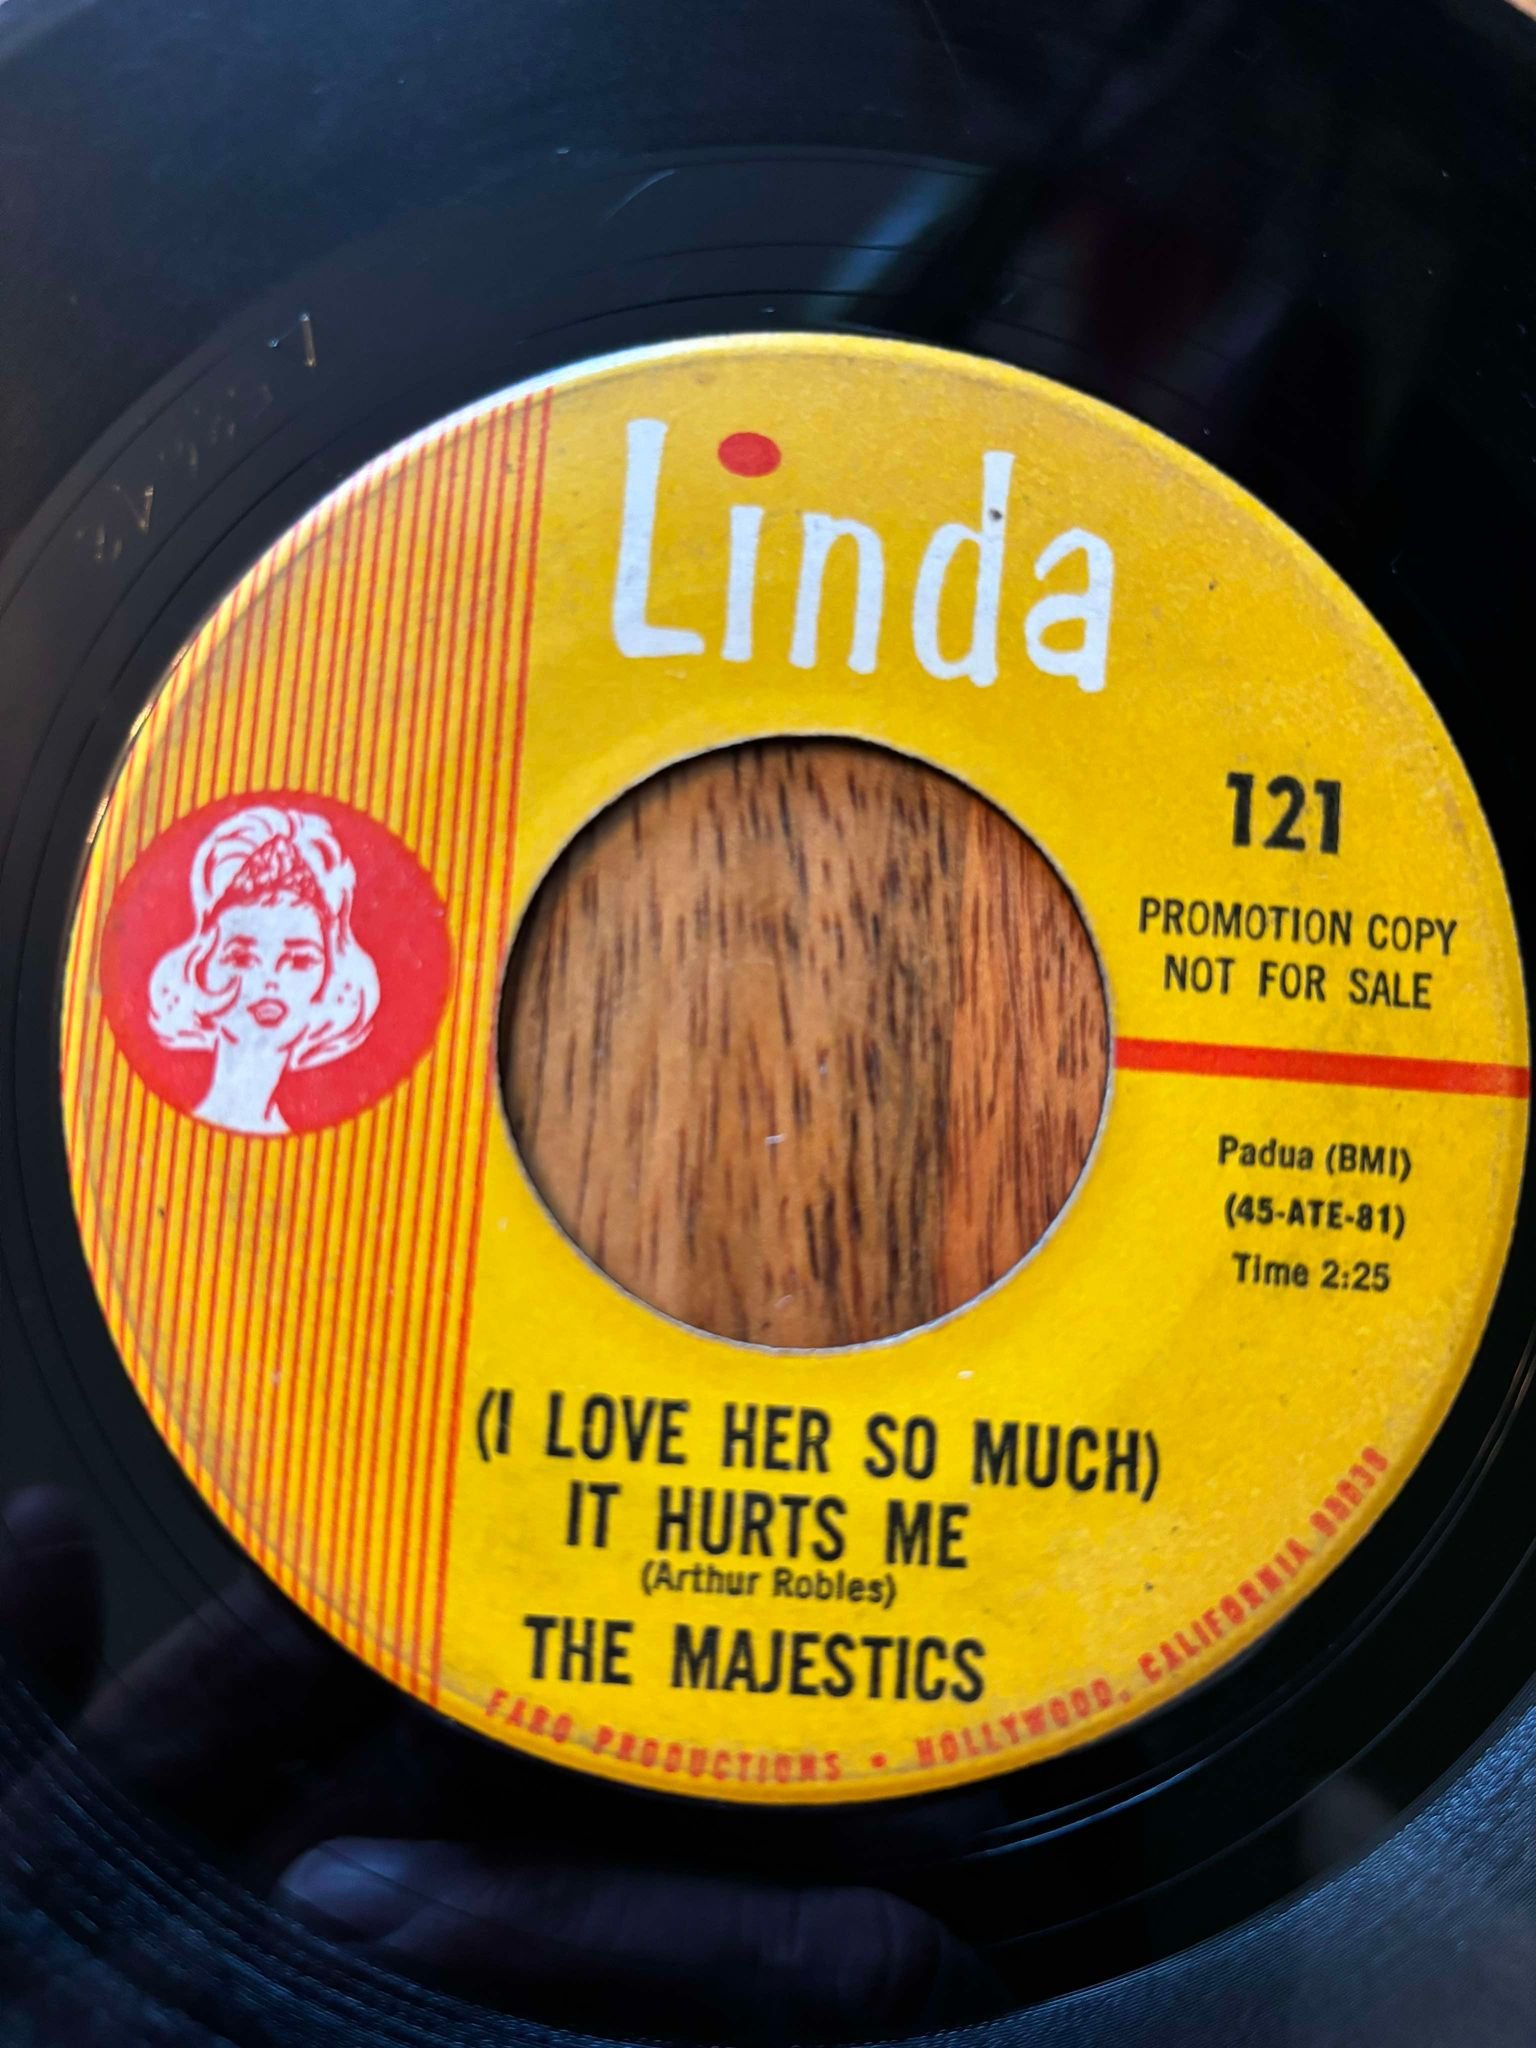 Linda
121
PROMOTION COPY
NOT FOR SALE
Padua (BMI)
(45-ATE-81)
Time 2:25
(I LOVE HER SO MUCH)
IT HURTS ME
(Arthur Robles)
THE MAJESTICS
FARO PRODUCTIONS • HOLLYWOOD, CALIFORNIA